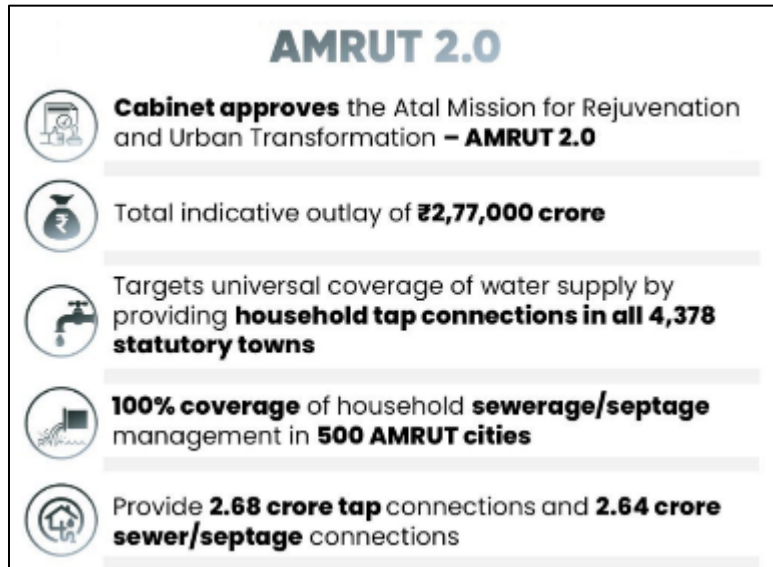 AMRUT 2.0
Cabinet approves the Atal Mission for Rejuvenation
and Urban Transformation – AMRUT 2.0
₹
Total indicative outlay of ₹2,77,000 crore
Targets universal coverage of water supply by
providing household tap connections in all 4,378
statutory towns
100% coverage of household sewerage/septage
management in 500 AMRUT cities
Provide 2.68 crore tap connections and 2.64 crore
sewer/septage connections